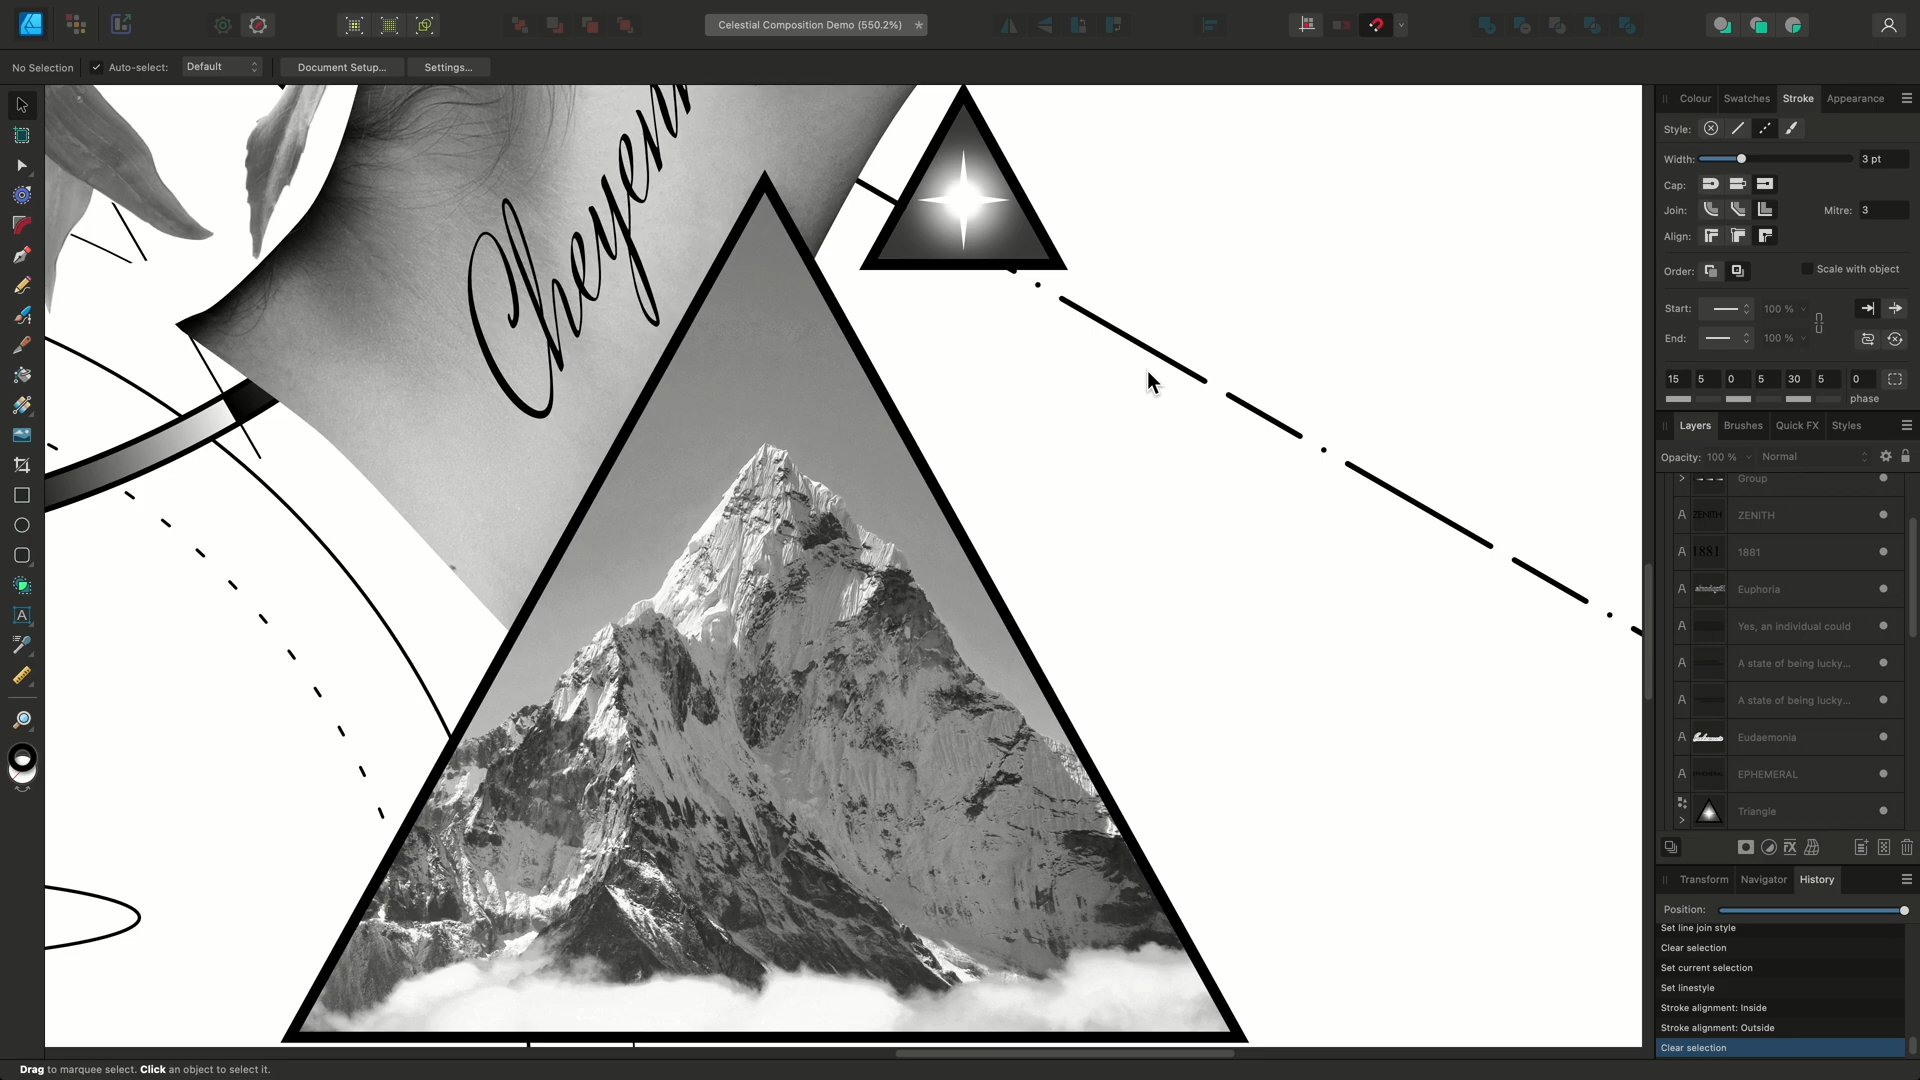 Celestial Composition Demo (550.2%)
No Selection
Auto-select:
Default
Document Setup...
Settings...
Cheyenn
Colour
Swatches
Stroke
Appearance
Style:
Width:
3 pt
Cap:
Join:
Mitre:
3
Align:
Order:
Scale with object
Start:
100 %
End:
100 %
15 5 0 5 30 5 0
phase
Layers
Brushes
Quick FX
Styles
Opacity: 100 %
Normal
Group
A ZENITH ZENITH
A 1881 1881
A Euphoria
A Yes, an individual could
A A state of being lucky...
A A state of being lucky...
A Eudaemonia
A EPHEMERAL EPHEMERAL
Triangle
Transform
Navigator
History
Position:
Set line join style
Clear selection
Set current selection
Set linestyle
Stroke alignment: Inside
Stroke alignment: Outside
Clear selection
Drag to marquee select. Click an object to select it.